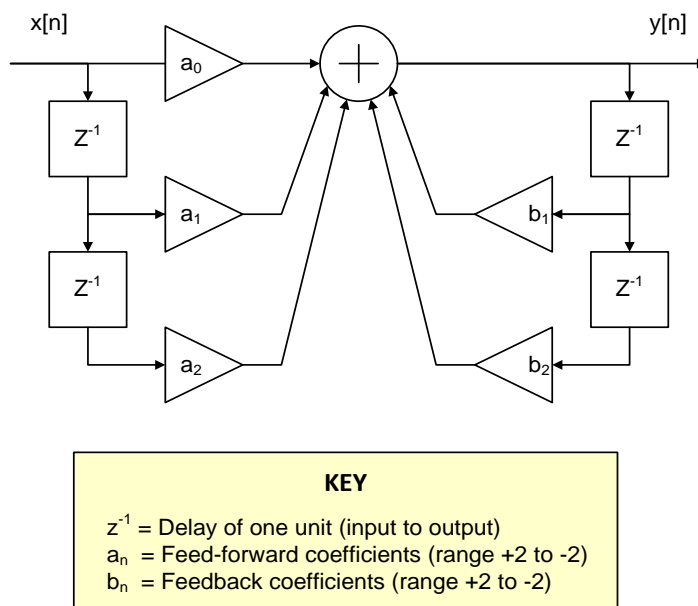 x[n] y[n]
a₀
Z⁻¹ Z⁻¹
a₁ b₁
Z⁻¹ Z⁻¹
a₂ b₂
KEY
z⁻¹ = Delay of one unit (input to output)
aₙ = Feed-forward coefficients (range +2 to -2)
bₙ = Feedback coefficients (range +2 to -2)